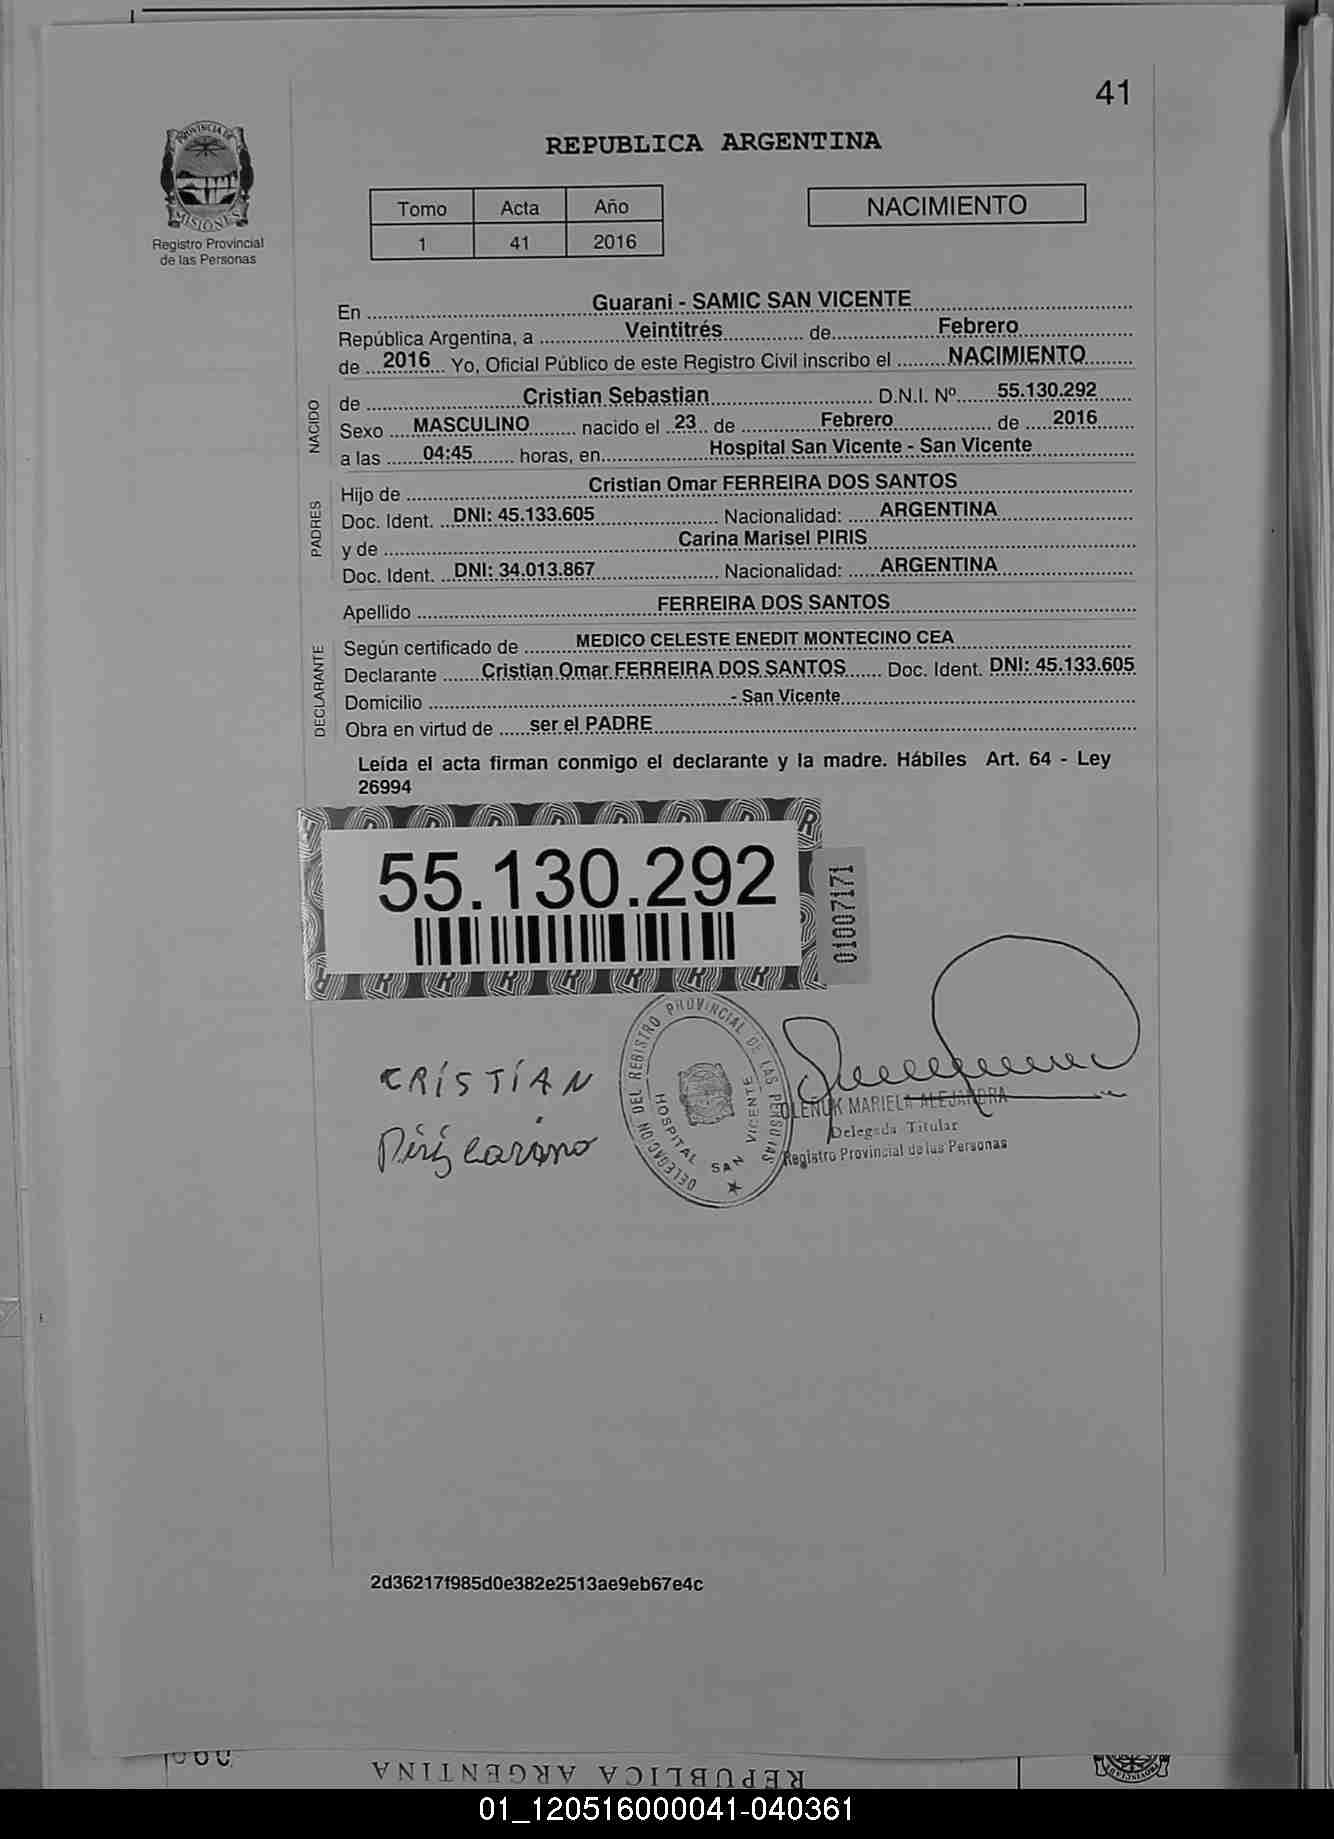 41
PROVINCIA DE
MISIONES
Registro Provincial
de las Personas
REPUBLICA ARGENTINA
Tomo Acta Año
1 41 2016
NACIMIENTO
En Guarani - SAMIC SAN VICENTE
República Argentina, a Veintitrés de Febrero
de 2016 Yo, Oficial Público de este Registro Civil inscribo el NACIMIENTO
NACIDO
de Cristian Sebastian D.N.I. Nº 55.130.292
Sexo MASCULINO nacido el 23 de Febrero de 2016
a las 04:45 horas, en Hospital San Vicente - San Vicente
PADRES
Hijo de Cristian Omar FERREIRA DOS SANTOS
Doc. Ident. DNI: 45.133.605 Nacionalidad: ARGENTINA
y de Carina Marisel PIRIS
Doc. Ident. DNI: 34.013.867 Nacionalidad: ARGENTINA
Apellido FERREIRA DOS SANTOS
DECLARANTE
Según certificado de MEDICO CELESTE ENEDIT MONTECINO CEA
Declarante Cristian Omar FERREIRA DOS SANTOS Doc. Ident. DNI: 45.133.605
Domicilio - San Vicente
Obra en virtud de ser el PADRE
Leída el acta firman conmigo el declarante y la madre. Hábiles Art. 64 - Ley
26994
55.130.292
01007171
CRISTIAN
DELEGACION DEL REGISTRO PROVINCIAL DE LAS PERSONAS
HOSPITAL SAN VICENTE
OLENUK MARIELA ALEJANDRA
Delegada Titular
Registro Provincial de las Personas
2d36217f985d0e382e2513ae9eb67e4c
REPUBLICA ARGENTINA
01_120516000041-040361